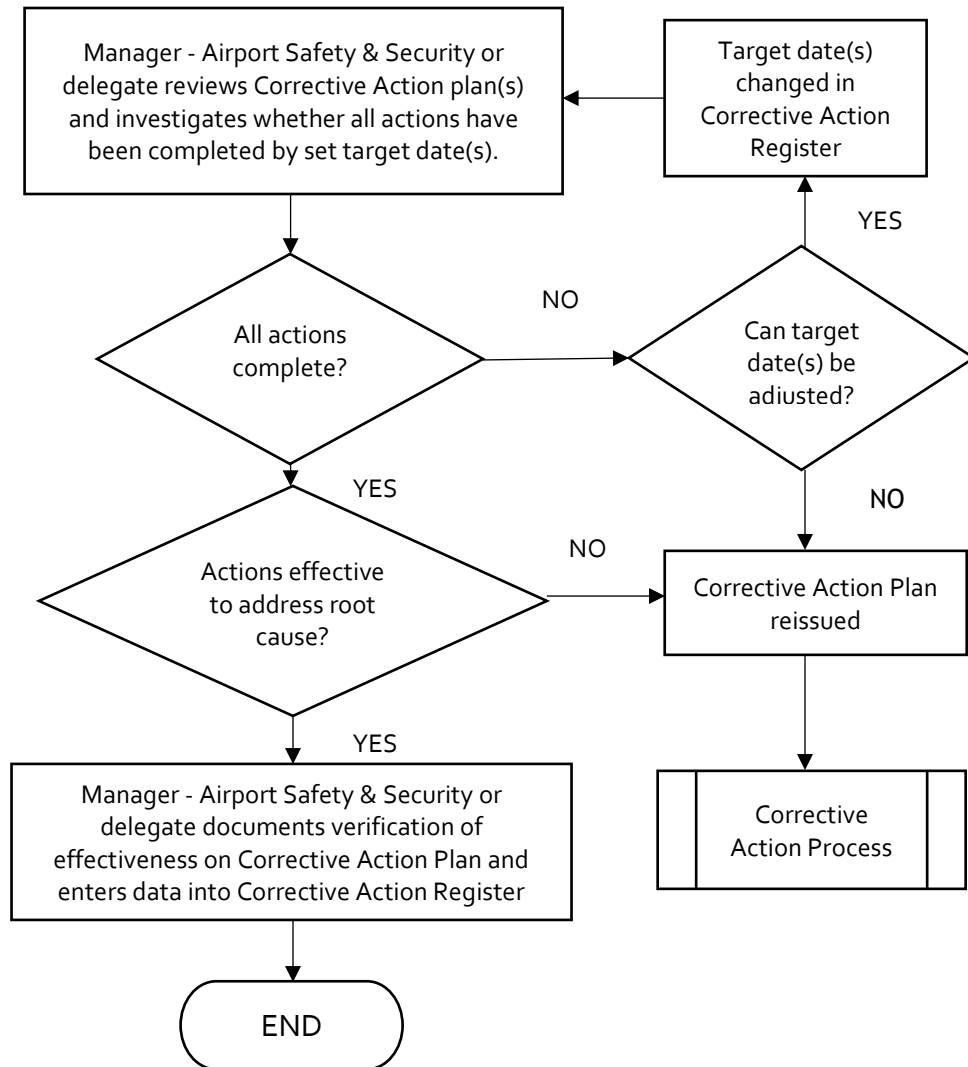 Manager - Airport Safety & Security or
delegate reviews Corrective Action plan(s)
and investigates whether all actions have
been completed by set target date(s).
Target date(s)
changed in
Corrective Action
Register
YES
NO
All actions
complete?
Can target
date(s) be
adjusted?
YES
NO
NO
Actions effective
to address root
cause?
Corrective Action Plan
reissued
YES
Manager - Airport Safety & Security or
delegate documents verification of
effectiveness on Corrective Action Plan and
enters data into Corrective Action Register
Corrective
Action Process
END